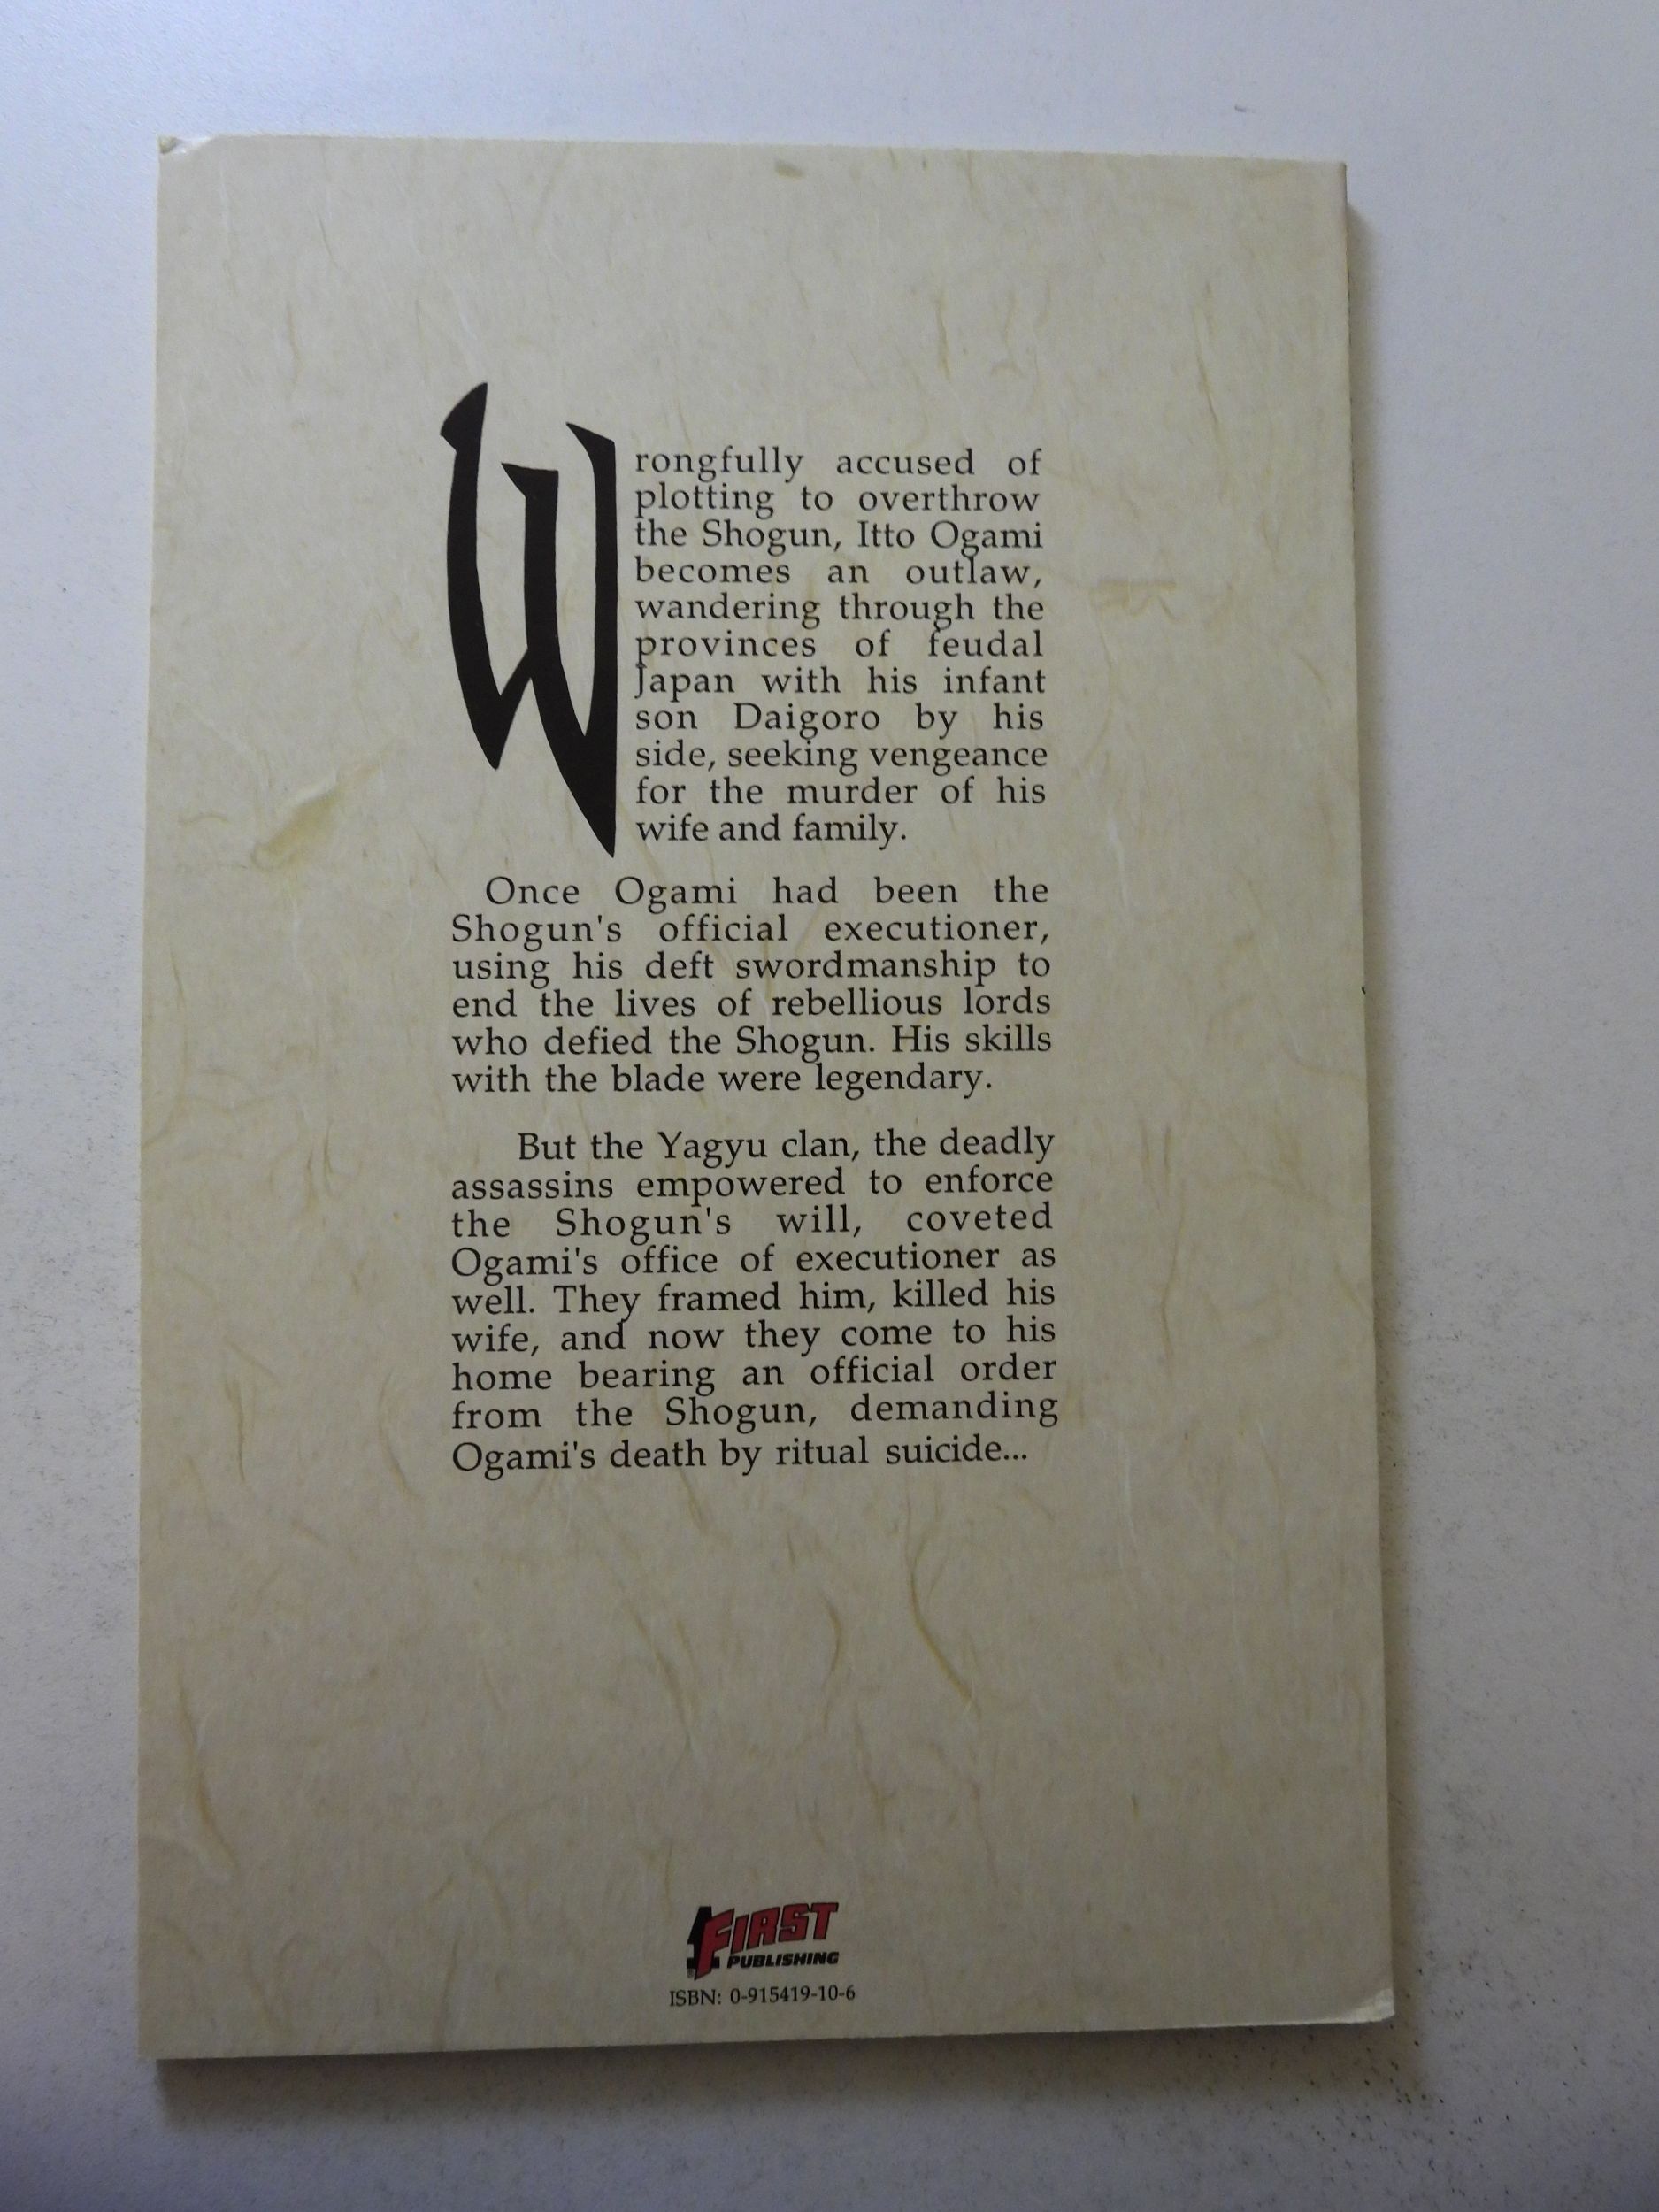 Wrongfully accused of
plotting to overthrow
the Shogun, Itto Ogami
becomes an outlaw,
wandering through the
provinces of feudal
Japan with his infant
son Daigoro by his
side, seeking vengeance
for the murder of his
wife and family.
Once Ogami had been the
Shogun's official executioner,
using his deft swordmanship to
end the lives of rebellious lords
who defied the Shogun. His skills
with the blade were legendary.
But the Yagyu clan, the deadly
assassins empowered to enforce
the Shogun's will, coveted
Ogami's office of executioner as
well. They framed him, killed his
wife, and now they come to his
home bearing an official order
from the Shogun, demanding
Ogami's death by ritual suicide...
FIRST
PUBLISHING
ISBN: 0-915419-10-6